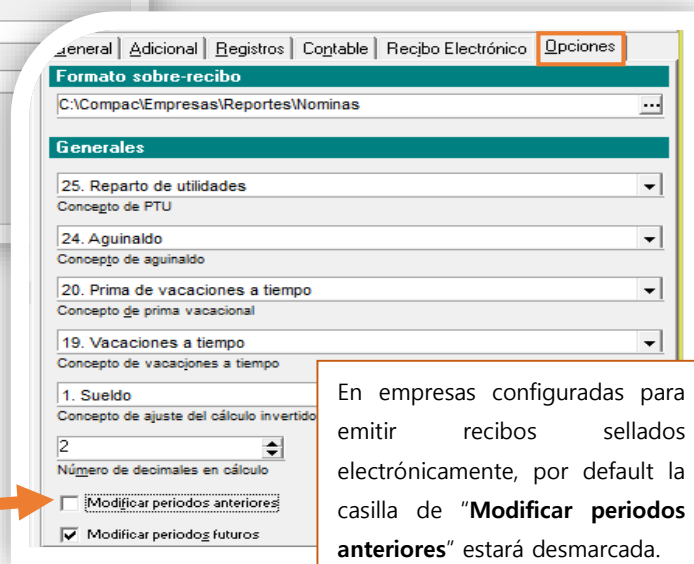 General Adicional Registros Contable Recibo Electrónico Opciones
Formato sobre-recibo
C:\Compac\Empresas\Reportes\Nominas ...
Generales
25. Reparto de utilidades
Concepto de PTU
24. Aguinaldo
Concepto de aguinaldo
20. Prima de vacaciones a tiempo
Concepto de prima vacacional
19. Vacaciones a tiempo
Concepto de vacaciones a tiempo
1. Sueldo
Concepto de ajuste del cálculo invertido
2
Número de decimales en cálculo
Modificar periodos anteriores
Modificar periodos futuros
En empresas configuradas para
emitir recibos sellados
electrónicamente, por default la
casilla de “Modificar periodos
anteriores” estará desmarcada.